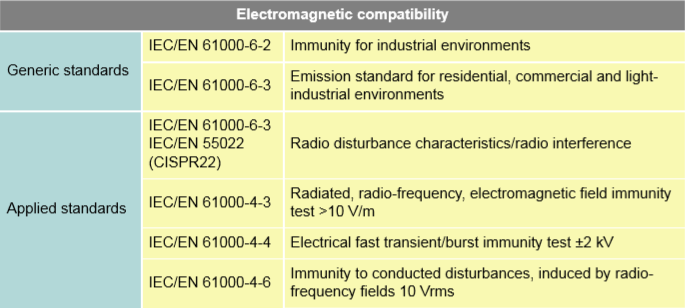 Electromagnetic compatibility
Generic standards
IEC/EN 61000-6-2
Immunity for industrial environments
IEC/EN 61000-6-3
Emission standard for residential, commercial and light-
industrial environments
Applied standards
IEC/EN 61000-6-3
IEC/EN 55022
(CISPR22)
Radio disturbance characteristics/radio interference
IEC/EN 61000-4-3
Radiated, radio-frequency, electromagnetic field immunity
test >10 V/m
IEC/EN 61000-4-4
Electrical fast transient/burst immunity test ±2 kV
IEC/EN 61000-4-6
Immunity to conducted disturbances, induced by radio-
frequency fields 10 Vrms